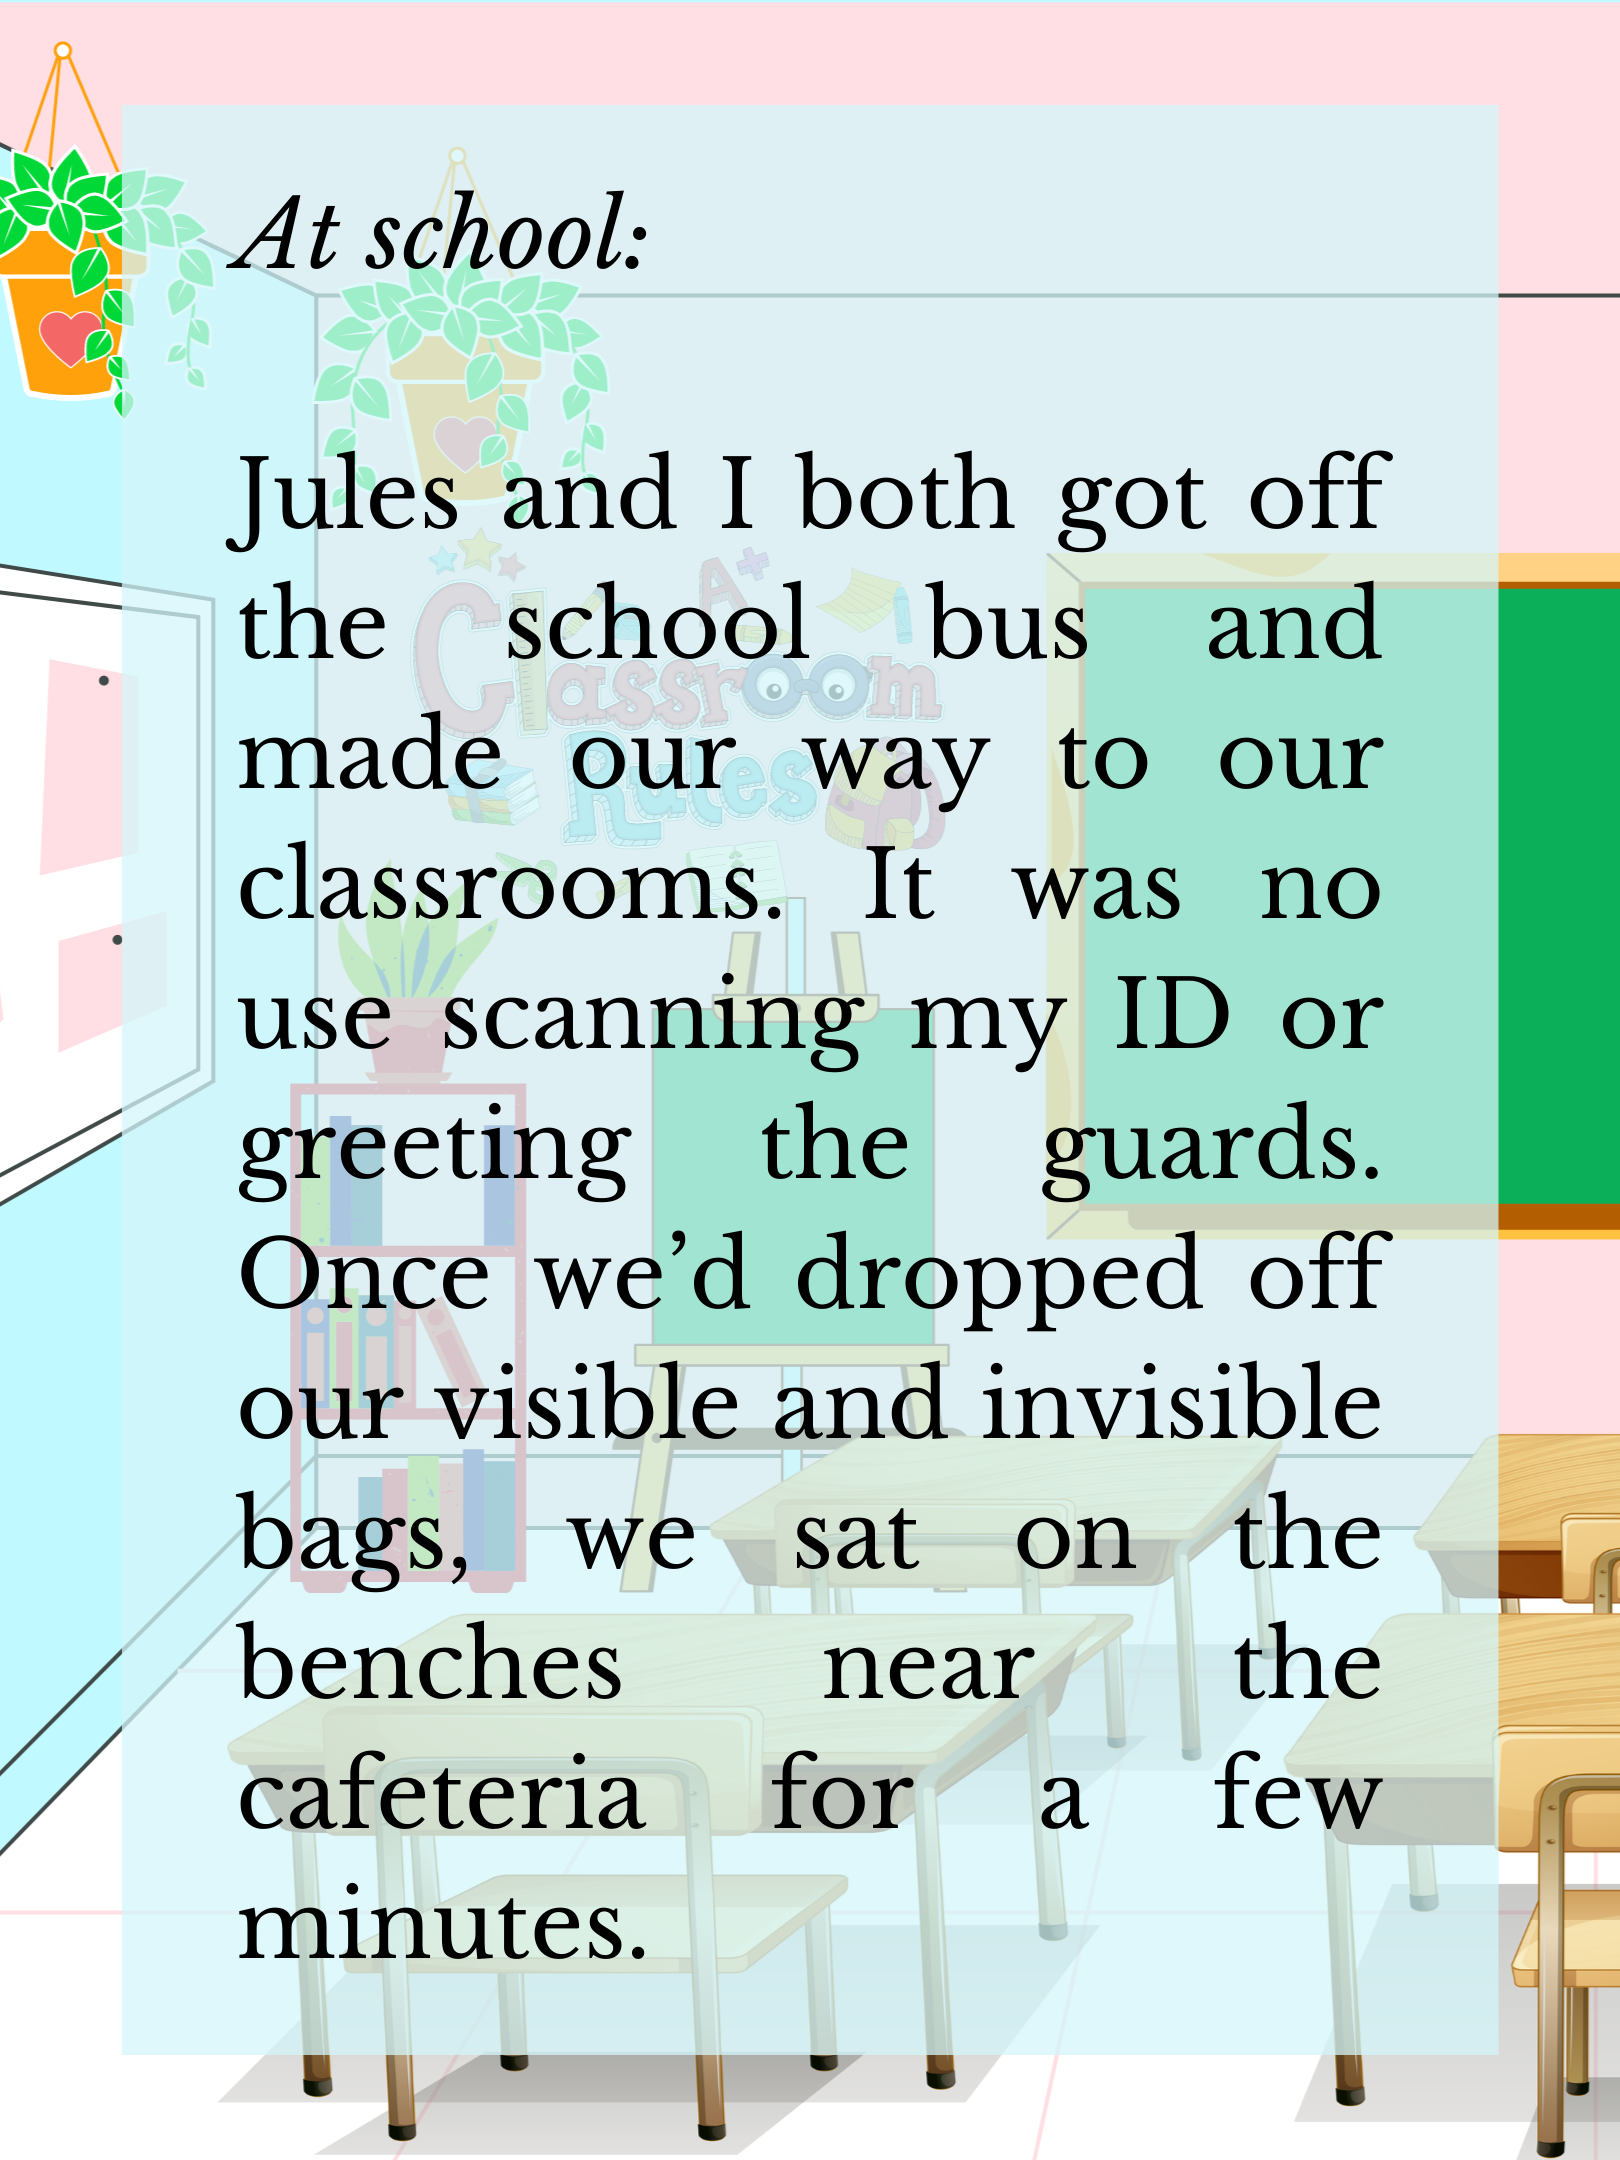 At school:
Jules and I both got off
the school bus and
made our way to our
classrooms. It was no
use scanning my ID or
greeting the guards.
Once we’d dropped off
our visible and invisible
bags, we sat on the
benches near the
cafeteria for a few
minutes.
A+
Classroom
Rules